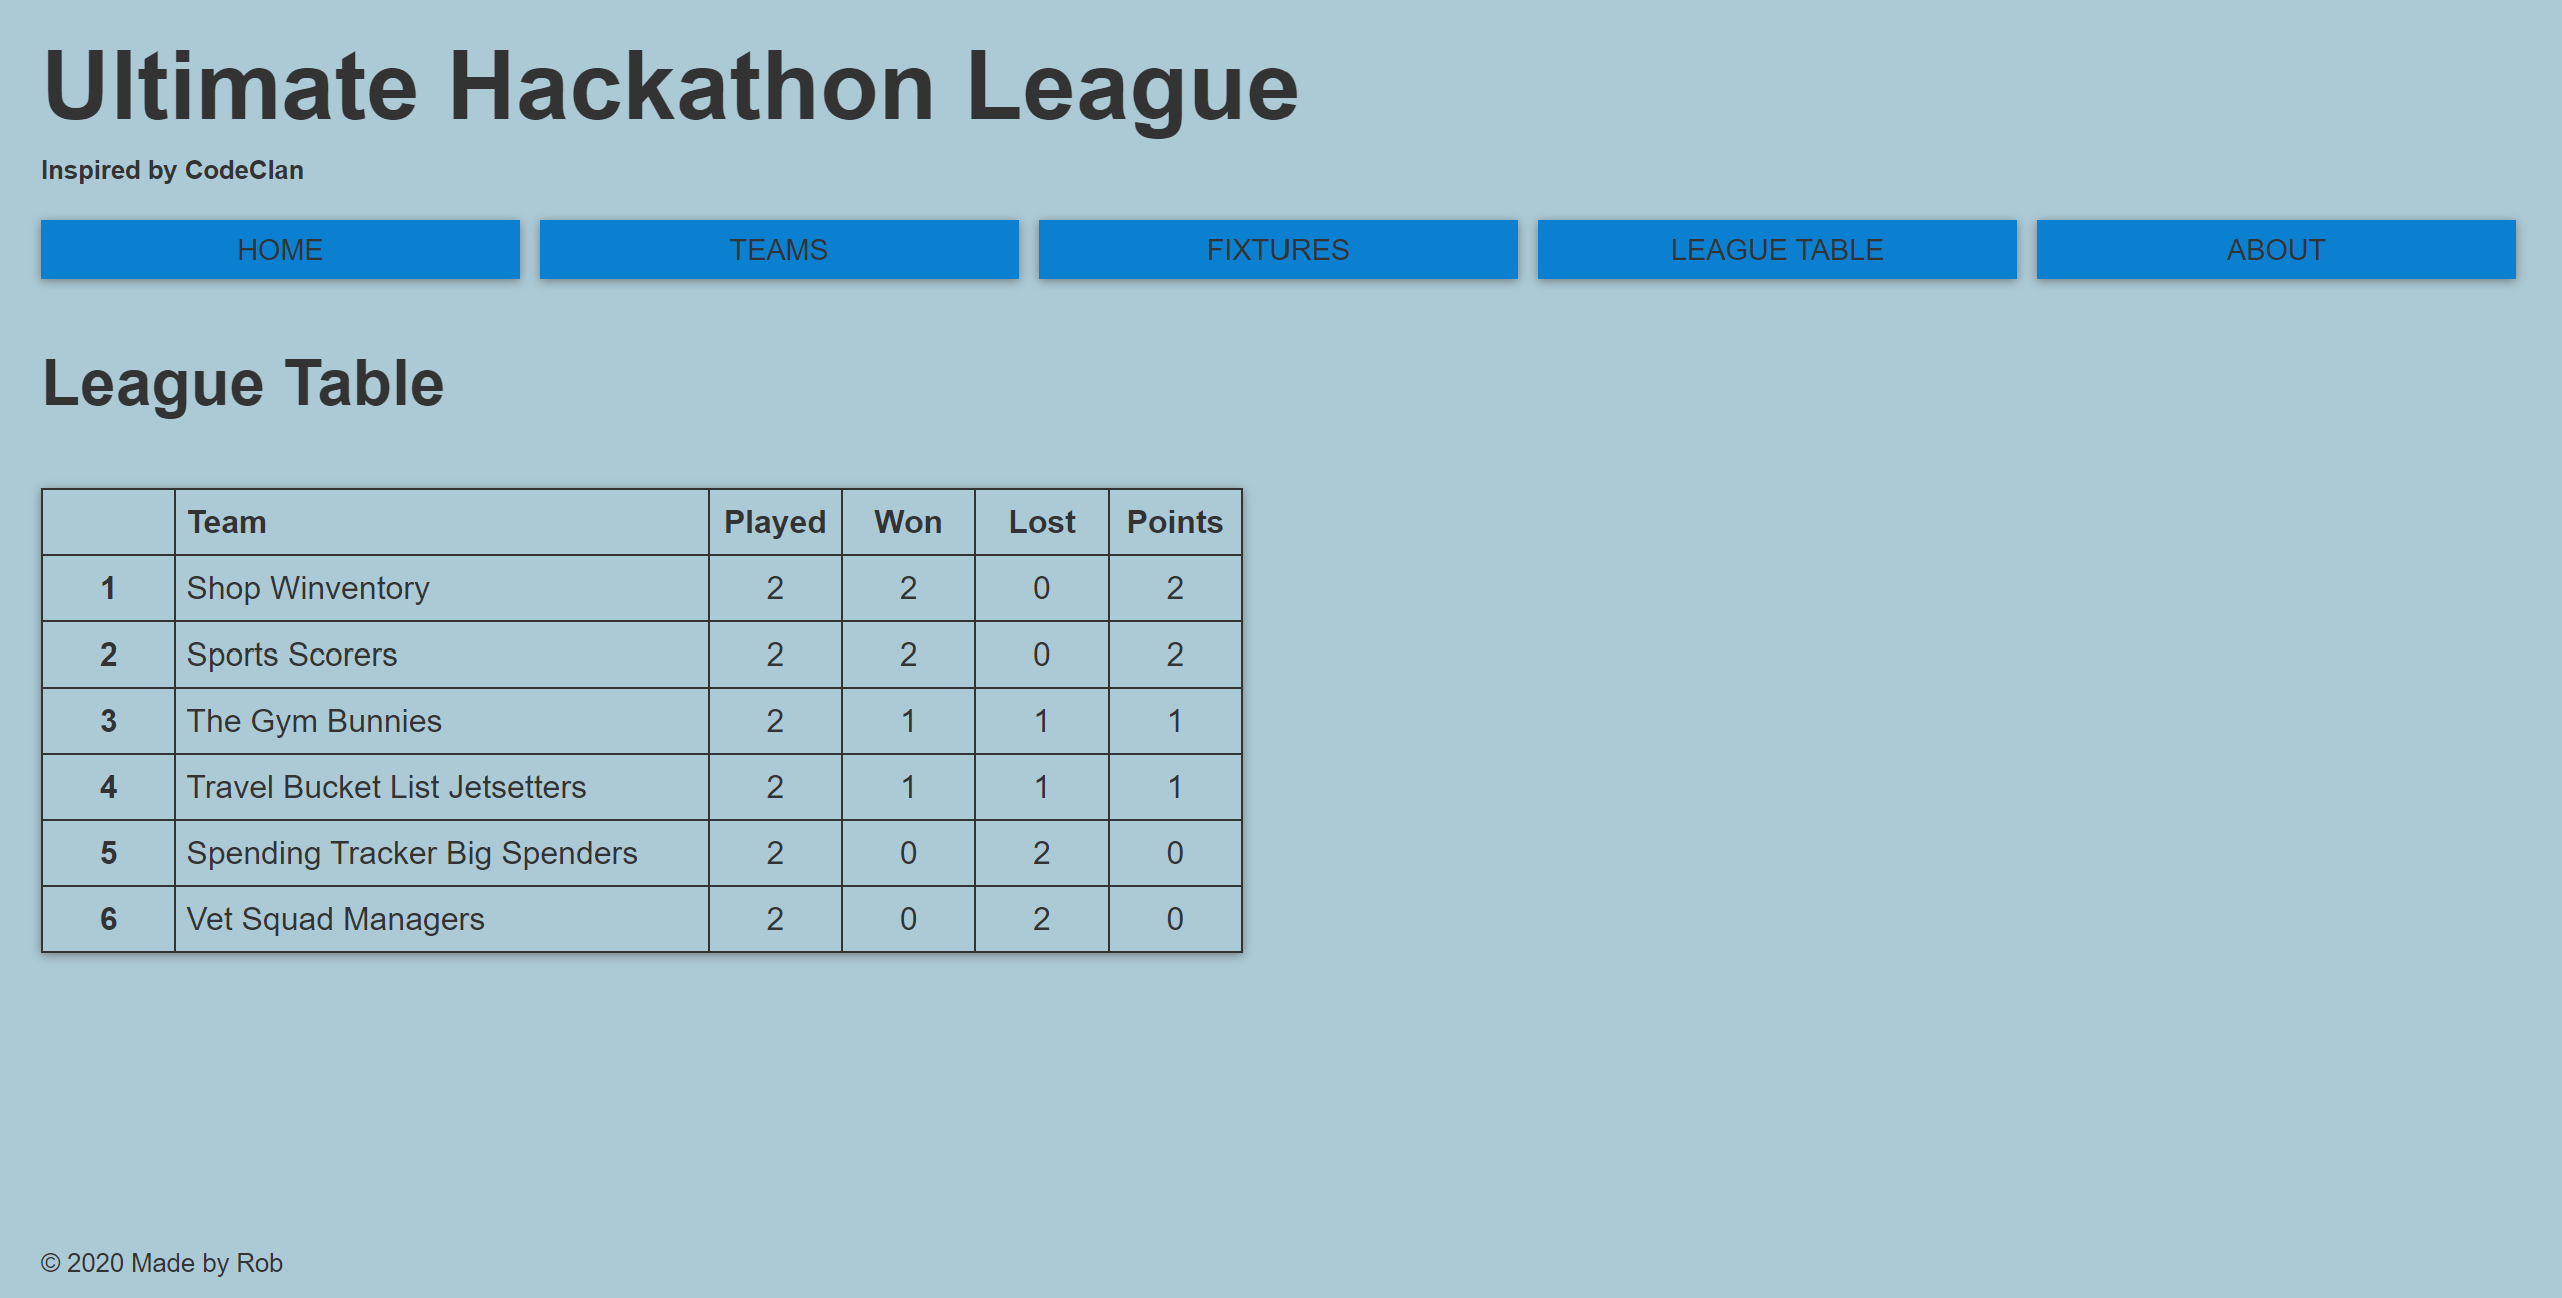 Ultimate Hackathon League
Inspired by CodeClan
HOME TEAMS FIXTURES LEAGUE TABLE ABOUT
League Table
Team Played Won Lost Points
1 Shop Winventory 2 2 0 2
2 Sports Scorers 2 2 0 2
3 The Gym Bunnies 2 1 1 1
4 Travel Bucket List Jetsetters 2 1 1 1
5 Spending Tracker Big Spenders 2 0 2 0
6 Vet Squad Managers 2 0 2 0
© 2020 Made by Rob